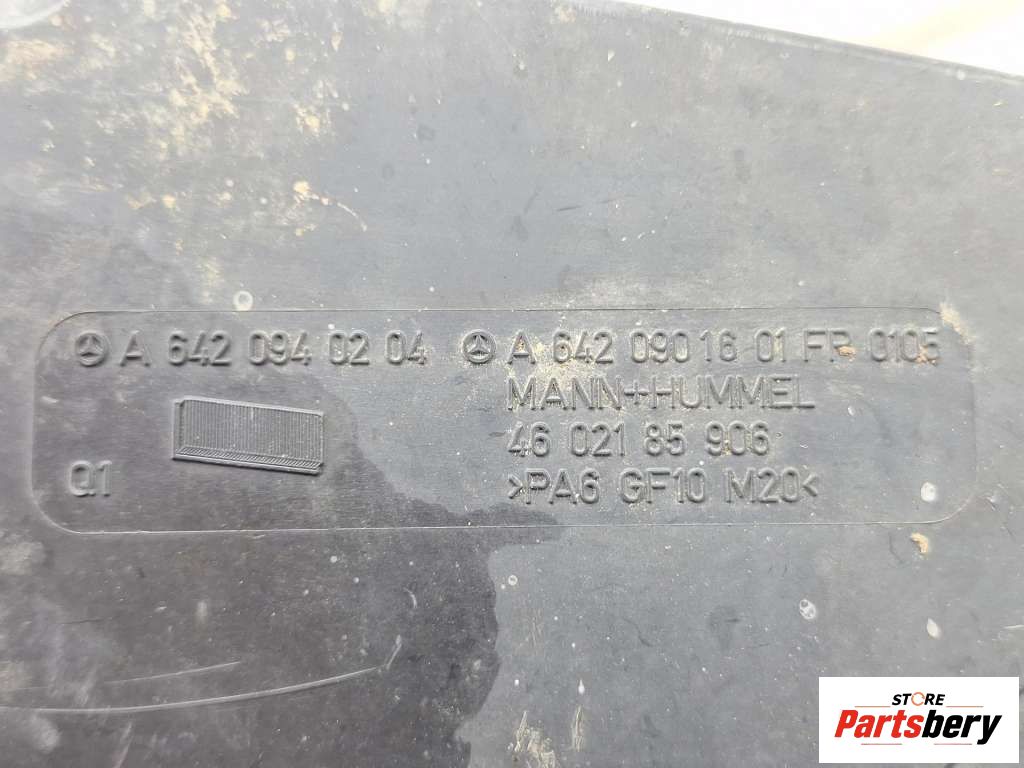 A 642 094 02 04 A 642 090 16 01 FR 0105
MANN+HUMMEL
46 021 85 906
Q1
>PA6 GF10 M20<
STORE
Partsbery